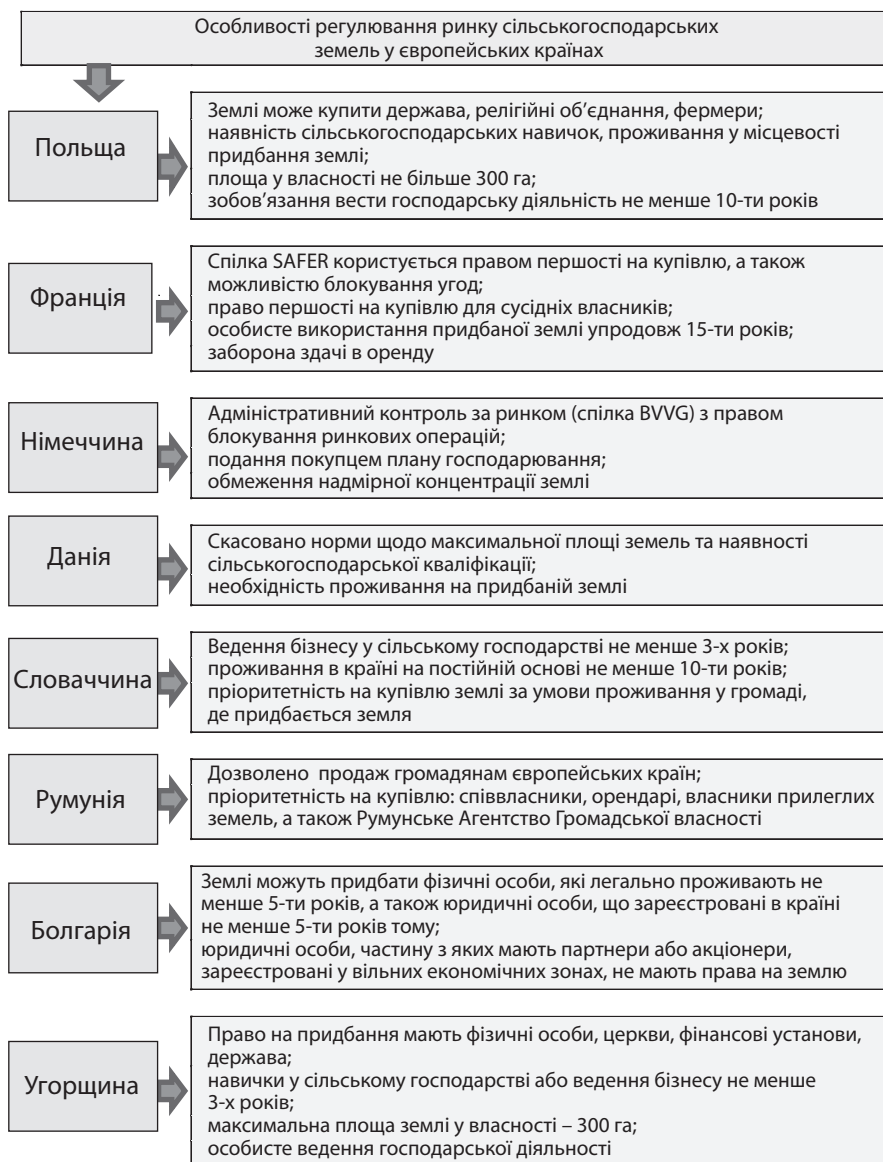 Особливості регулювання ринку сільськогосподарських
земель у європейських країнах
Польща
Землі може купити держава, релігійні об’єднання, фермери;
наявність сільськогосподарських навичок, проживання у місцевості
придбання землі;
площа у власності не більше 300 га;
зобов’язання вести господарську діяльність не менше 10-ти років
Франція
Спілка SAFER користується правом першості на купівлю, а також
можливістю блокування угод;
право першості на купівлю для сусідніх власників;
особисте використання придбаної землі упродовж 15-ти років;
заборона здачі в оренду
Німеччина
Адміністративний контроль за ринком (спілка BVVG) з правом
блокування ринкових операцій;
подання покупцем плану господарювання;
обмеження надмірної концентрації землі
Данія
Скасовано норми щодо максимальної площі земель та наявності
сільськогосподарської кваліфікації;
необхідність проживання на придбаній землі
Словаччина
Ведення бізнесу у сільському господарстві не менше 3-х років;
проживання в країні на постійній основі не менше 10-ти років;
пріоритетність на купівлю землі за умови проживання у громаді,
де придбається земля
Румунія
Дозволено продаж громадянам європейських країн;
пріоритетність на купівлю: співвласники, орендарі, власники прилеглих
земель, а також Румунське Агентство Громадської власності
Болгарія
Землі можуть придбати фізичні особи, які легально проживають не
менше 5-ти років, а також юридичні особи, що зареєстровані в країні
не менше 5-ти років тому;
юридичні особи, частину з яких мають партнери або акціонери,
зареєстровані у вільних економічних зонах, не мають права на землю
Угорщина
Право на придбання мають фізичні особи, церкви, фінансові установи,
держава;
навички у сільському господарстві або ведення бізнесу не менше
3-х років;
максимальна площа землі у власності – 300 га;
особисте ведення господарської діяльності